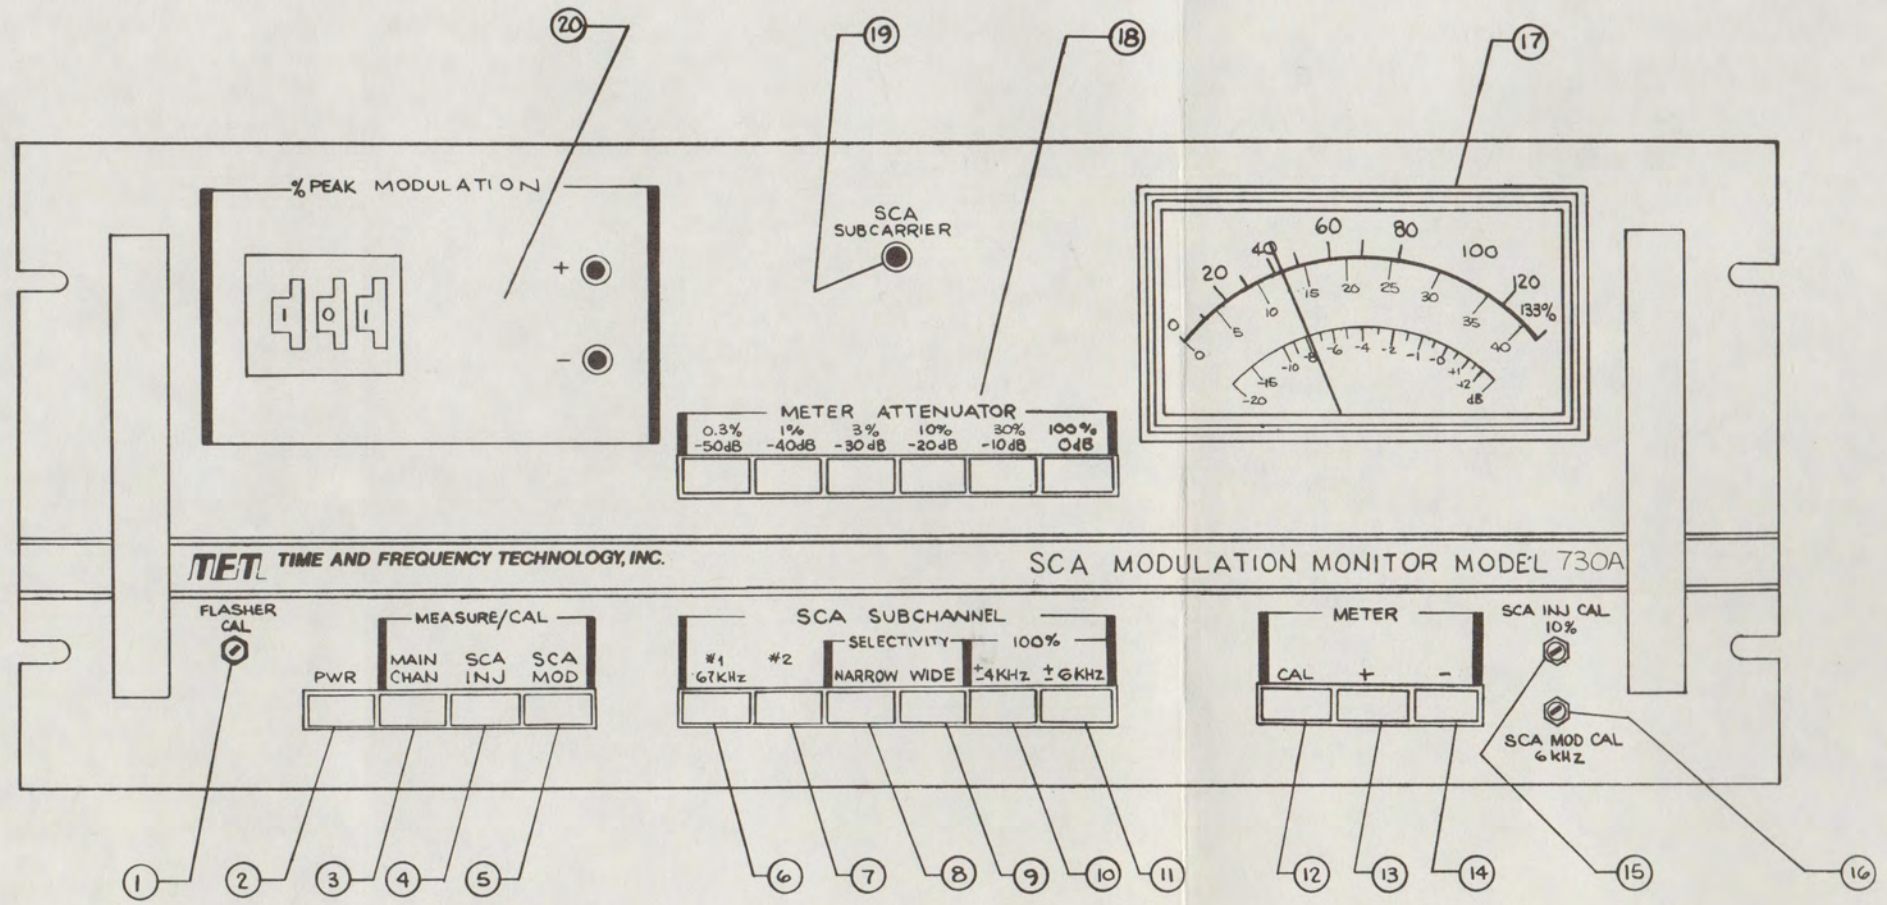 20
19
18
17
% PEAK MODULATION
1 0 1
+
-
SCA
SUBCARRIER
METER ATTENUATOR
0.3% 1% 3% 10% 30% 100%
-50dB -40dB -30dB -20dB -10dB 0dB
0 20 40 60 80 100 120 133%
0 5 10 15 20 25 30 35 40
-20 -15 -10 -8 -6 -4 -2 -1 -0 +1 +2 dB
TFT TIME AND FREQUENCY TECHNOLOGY, INC.
SCA MODULATION MONITOR MODEL 730A
FLASHER
CAL
PWR
MEASURE/CAL
MAIN SCA SCA
CHAN INJ MOD
SCA SUBCHANNEL
SELECTIVITY 100%
#1 #2
67KHz NARROW WIDE ±4KHz ±6KHz
METER
CAL + -
SCA INJ CAL
10%
SCA MOD CAL
6KHz
1 2 3 4 5 6 7 8 9 10 11 12 13 14 15 16